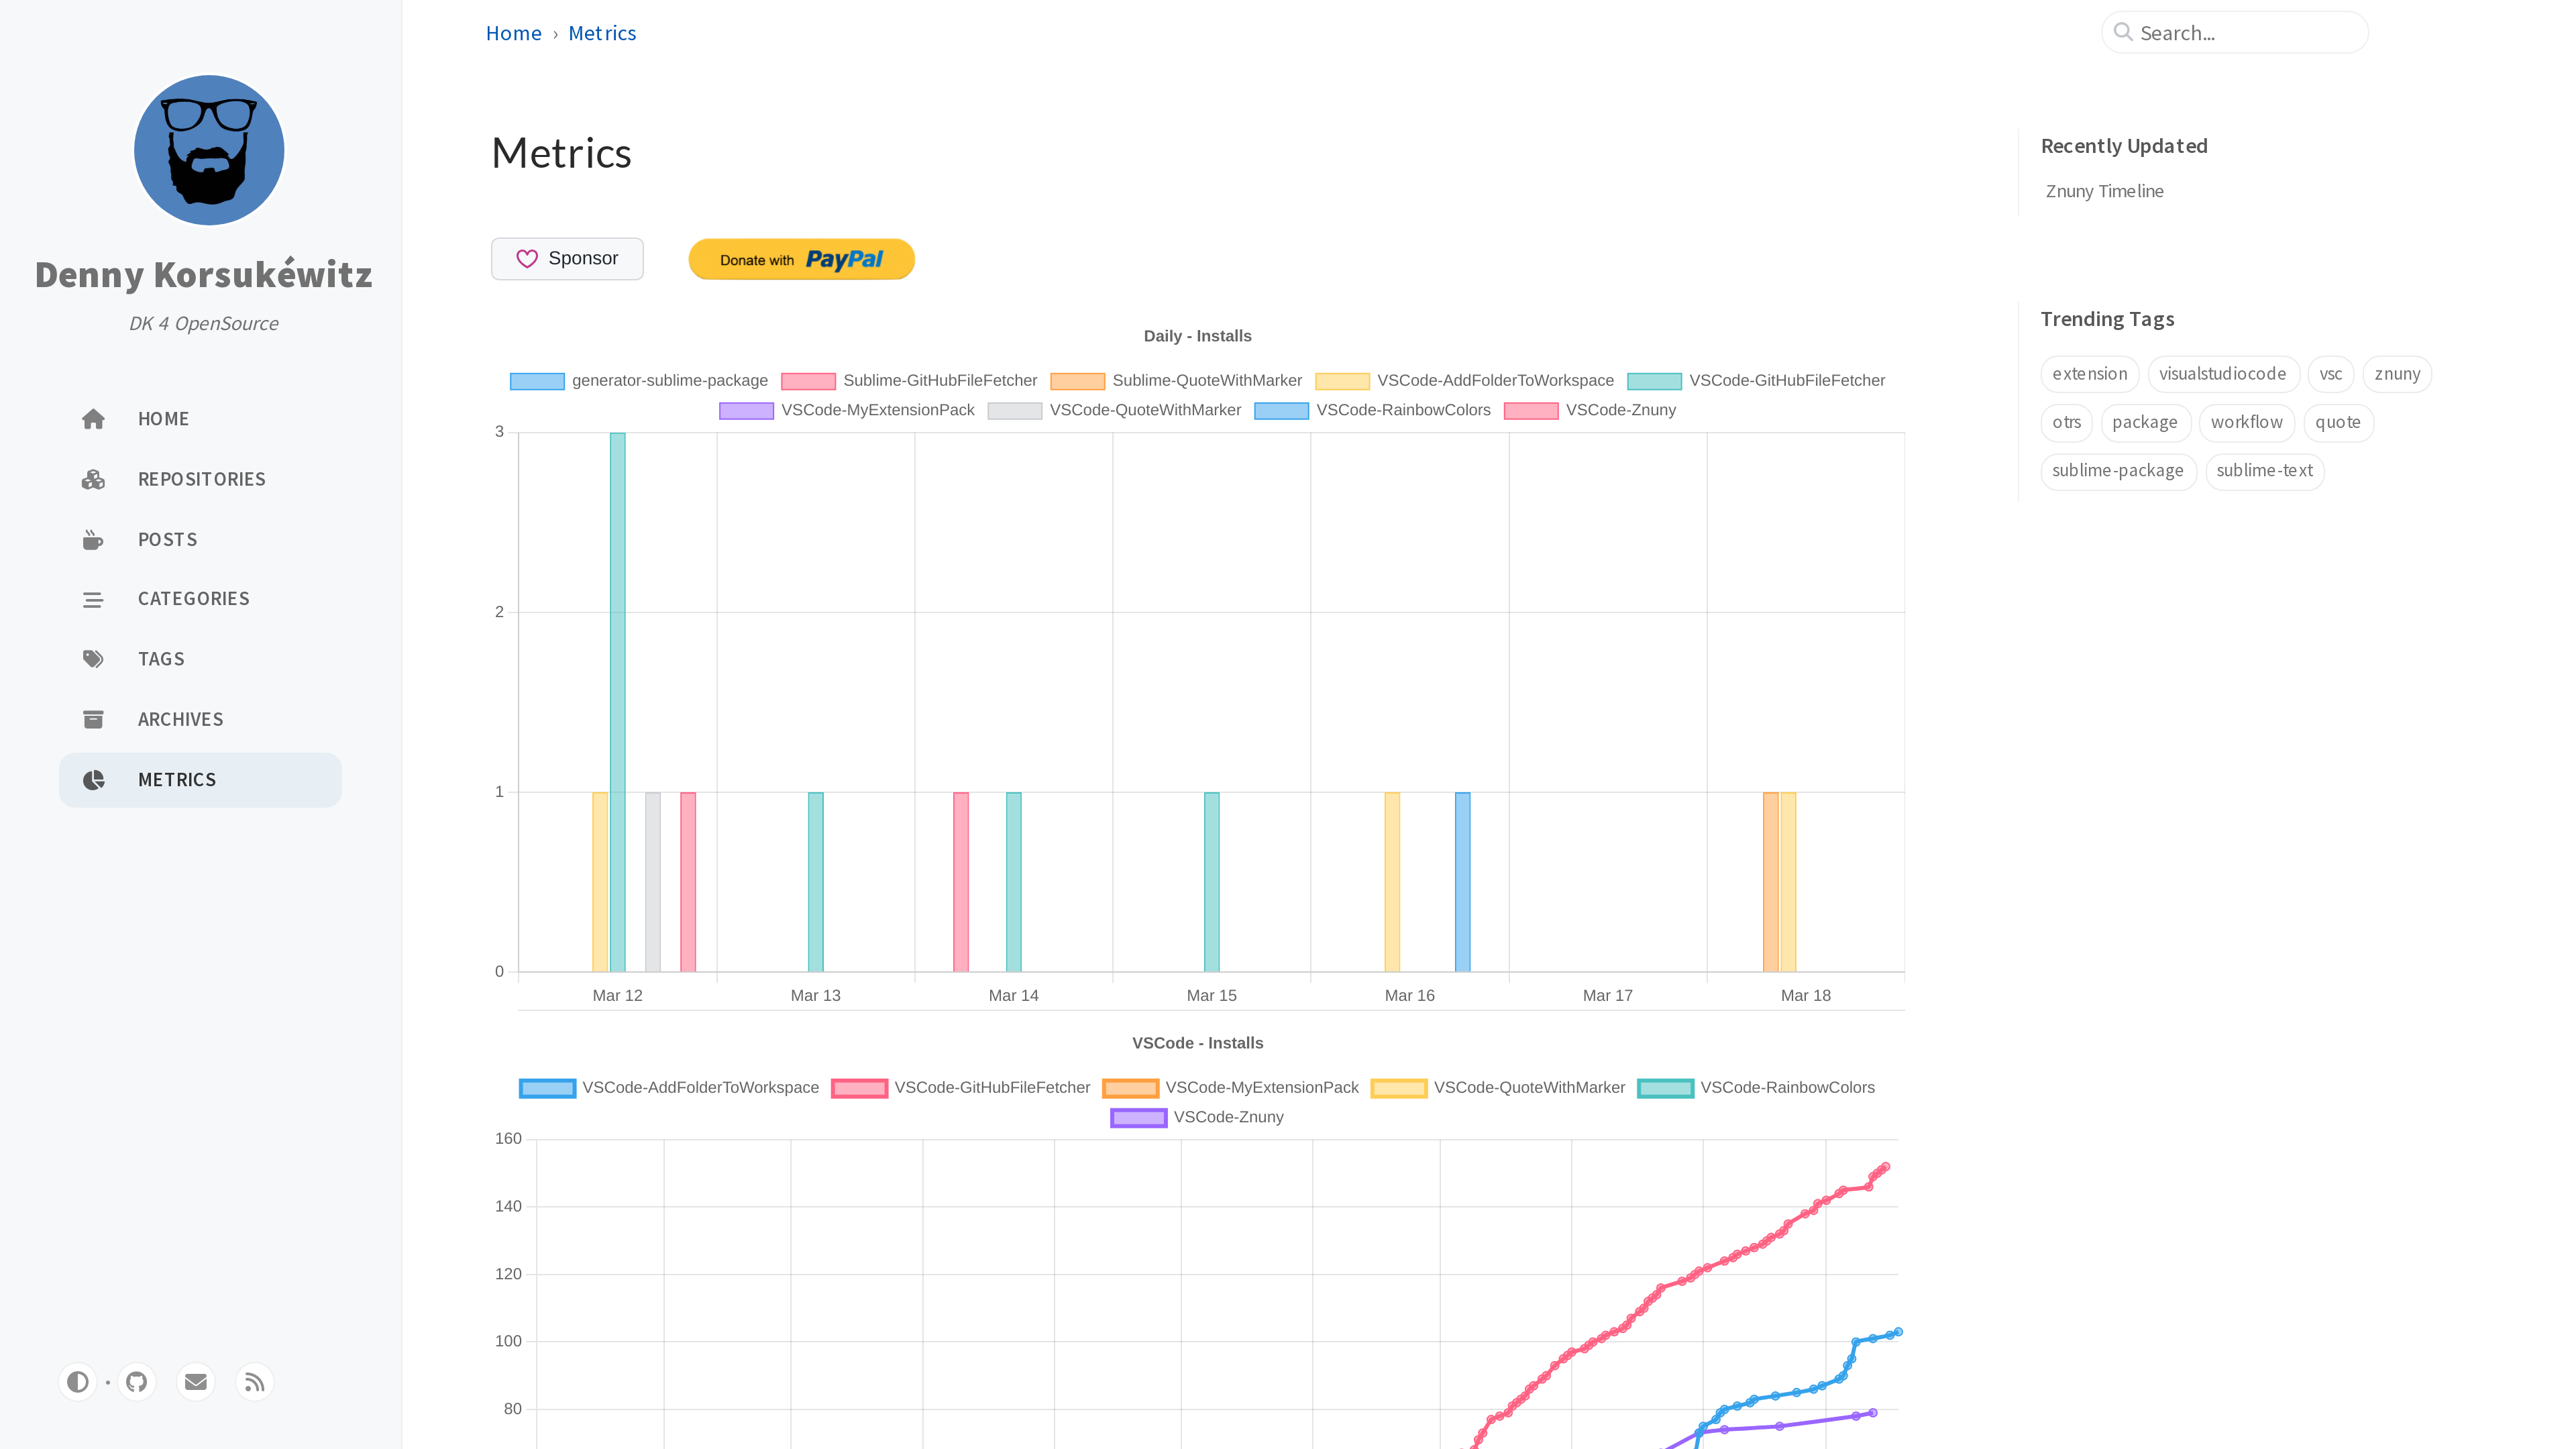 Denny Korsukéwitz
DK 4 OpenSource
HOME
REPOSITORIES
POSTS
CATEGORIES
TAGS
ARCHIVES
METRICS
Home › Metrics
Search...
Metrics
Sponsor
Donate with PayPal
Daily - Installs
generator-sublime-package Sublime-GitHubFileFetcher Sublime-QuoteWithMarker VSCode-AddFolderToWorkspace VSCode-GitHubFileFetcher
VSCode-MyExtensionPack VSCode-QuoteWithMarker VSCode-RainbowColors VSCode-Znuny
3
2
1
0
Mar 12 Mar 13 Mar 14 Mar 15 Mar 16 Mar 17 Mar 18
VSCode - Installs
VSCode-AddFolderToWorkspace VSCode-GitHubFileFetcher VSCode-MyExtensionPack VSCode-QuoteWithMarker VSCode-RainbowColors
VSCode-Znuny
160
140
120
100
80
Recently Updated
Znuny Timeline
Trending Tags
extension visualstudiocode vsc znuny
otrs package workflow quote
sublime-package sublime-text